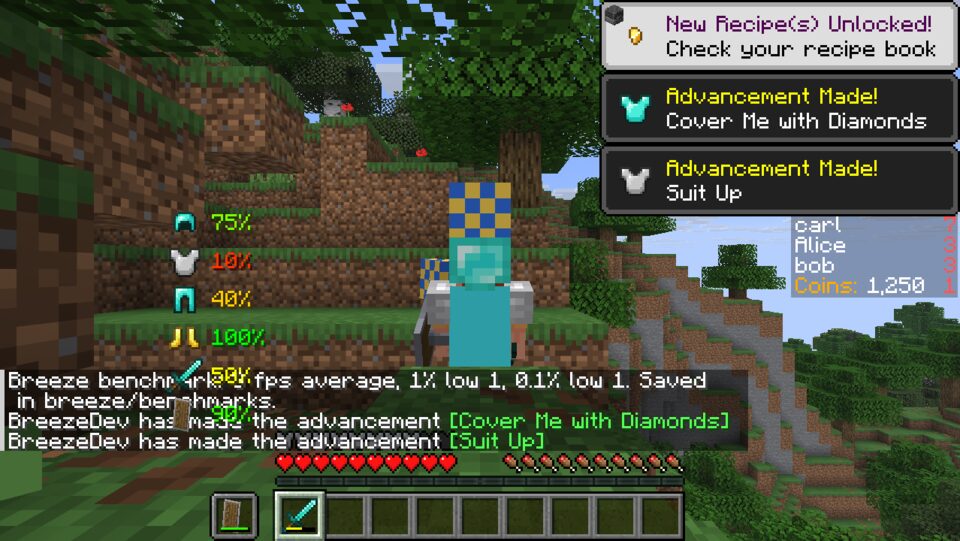 New Recipe(s) Unlocked!
Check your recipe book
Advancement Made!
Cover Me with Diamonds
Advancement Made!
Suit Up
carl
Alice
bob
Coins: 1,250 1
75%
10%
40%
100%
50%
90%
Breeze benchmark: fps average, 1% low 1, 0.1% low 1. Saved
in breeze/benchmarks.
BreezeDev has made the advancement [Cover Me with Diamonds]
BreezeDev has made the advancement [Suit Up]